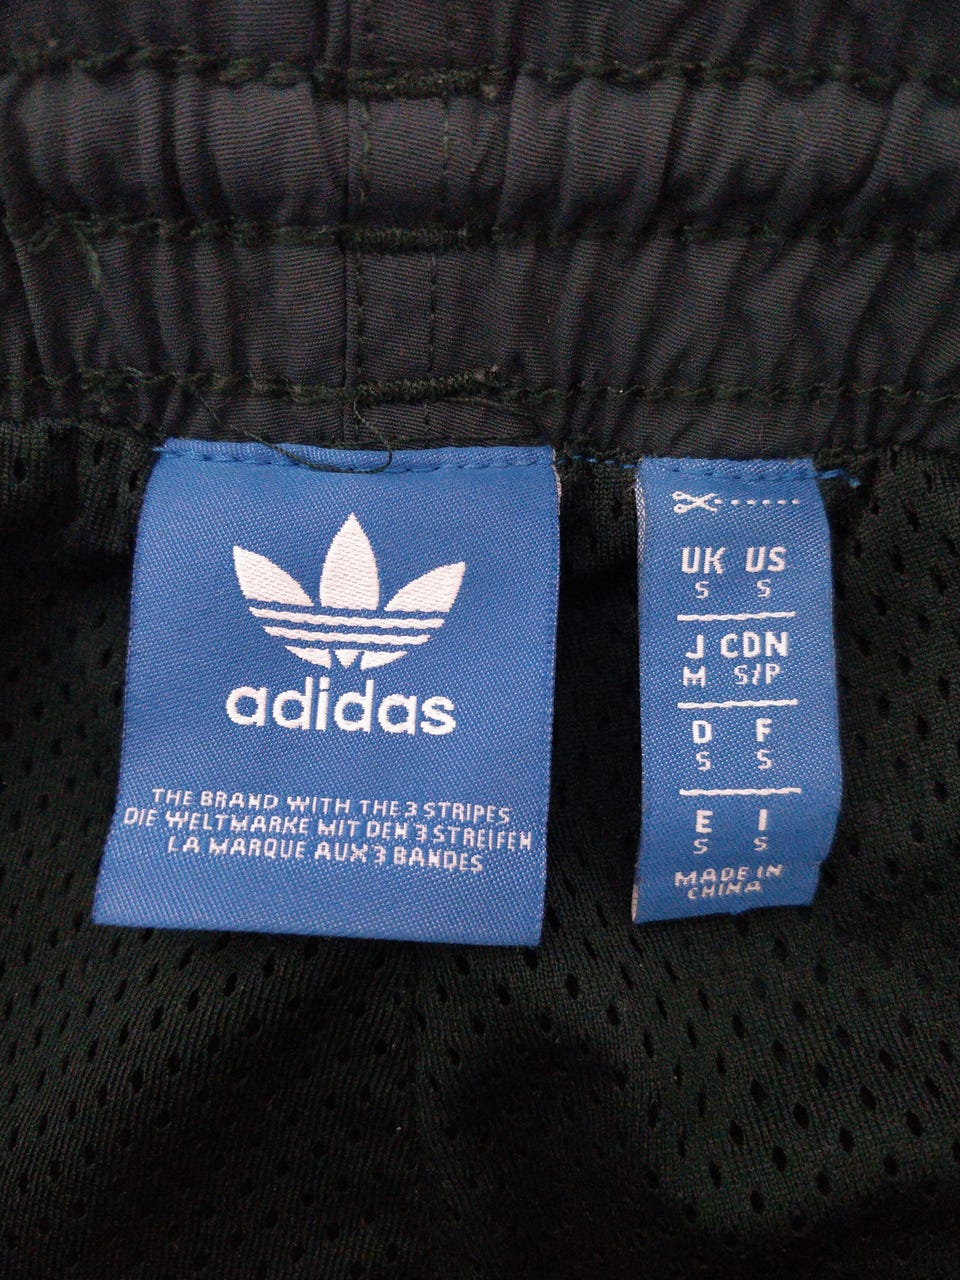 adidas
THE BRAND WITH THE 3 STRIPES
DIE WELTMARKE MIT DEN 3 STREIFEN
LA MARQUE AUX 3 BANDES
UK US
S S
J CDN
M S/P
D F
S S
E I
S S
MADE IN
CHINA